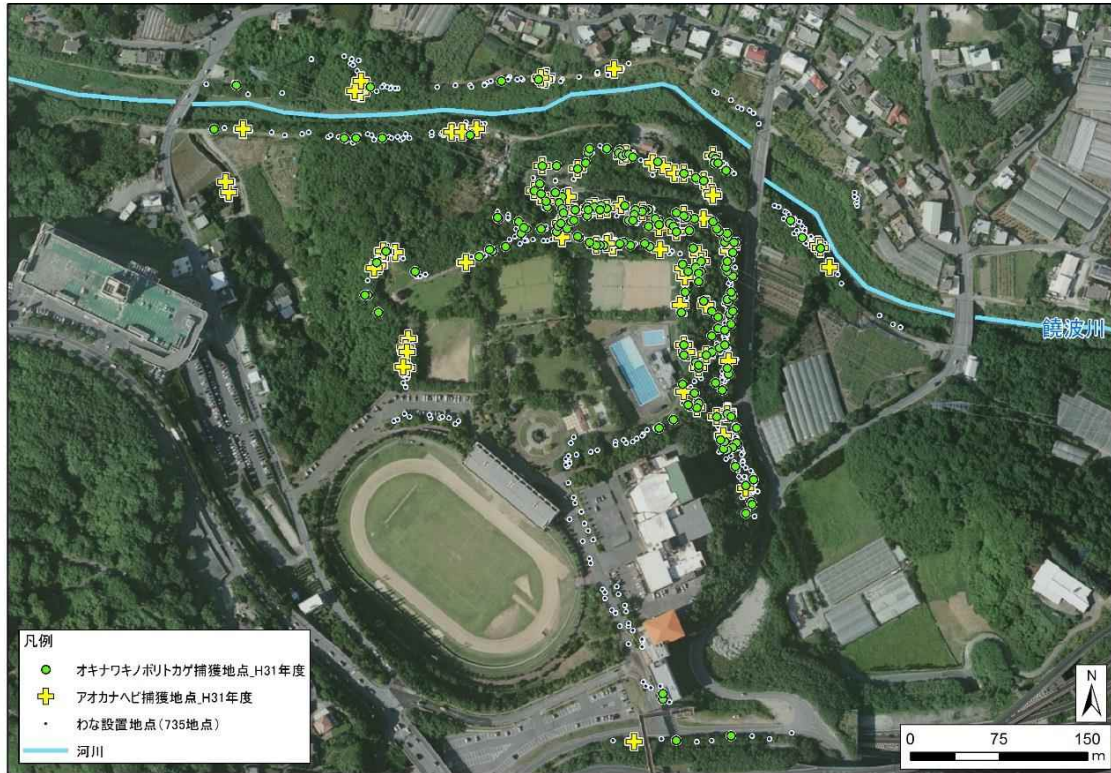 饒波川
凡例
オキナワキノボリトカゲ捕獲地点_H31年度
アオカナヘビ捕獲地点_H31年度
わな設置地点(735地点)
河川
N
0 75 150
m